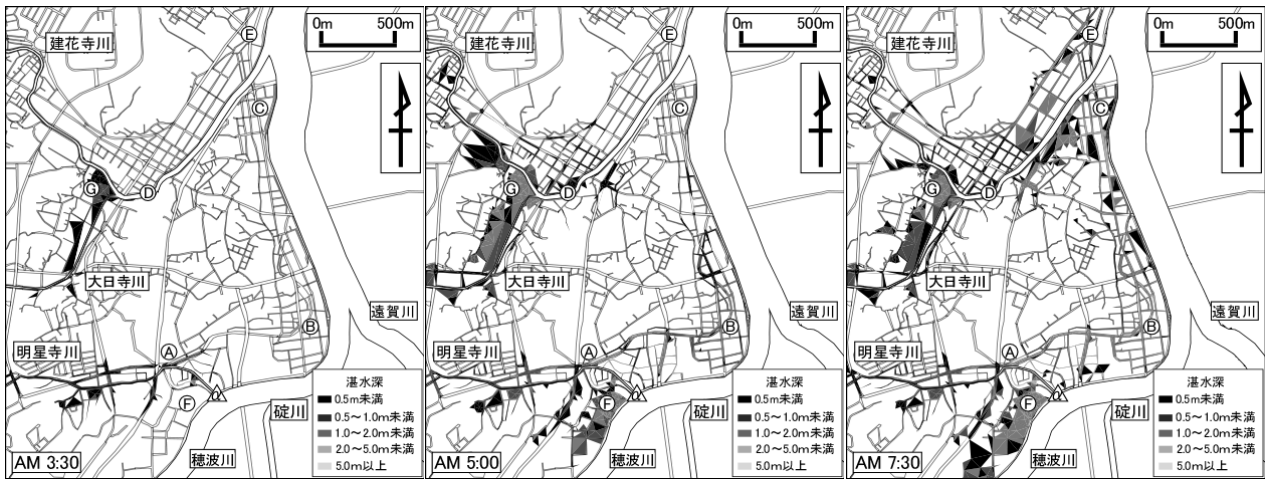 0m 500m
建花寺川
E
C
G
D
大日寺川
遠賀川
B
明星寺川
A
F
碇川
穂波川
湛水深
0.5m未満
0.5～1.0m未満
1.0～2.0m未満
2.0～5.0m未満
5.0m以上
AM 3:30
0m 500m
建花寺川
E
C
G
D
大日寺川
遠賀川
B
明星寺川
A
F
碇川
穂波川
湛水深
0.5m未満
0.5～1.0m未満
1.0～2.0m未満
2.0～5.0m未満
5.0m以上
AM 5:00
0m 500m
建花寺川
E
C
G
D
大日寺川
遠賀川
B
明星寺川
A
F
碇川
穂波川
湛水深
0.5m未満
0.5～1.0m未満
1.0～2.0m未満
2.0～5.0m未満
5.0m以上
AM 7:30